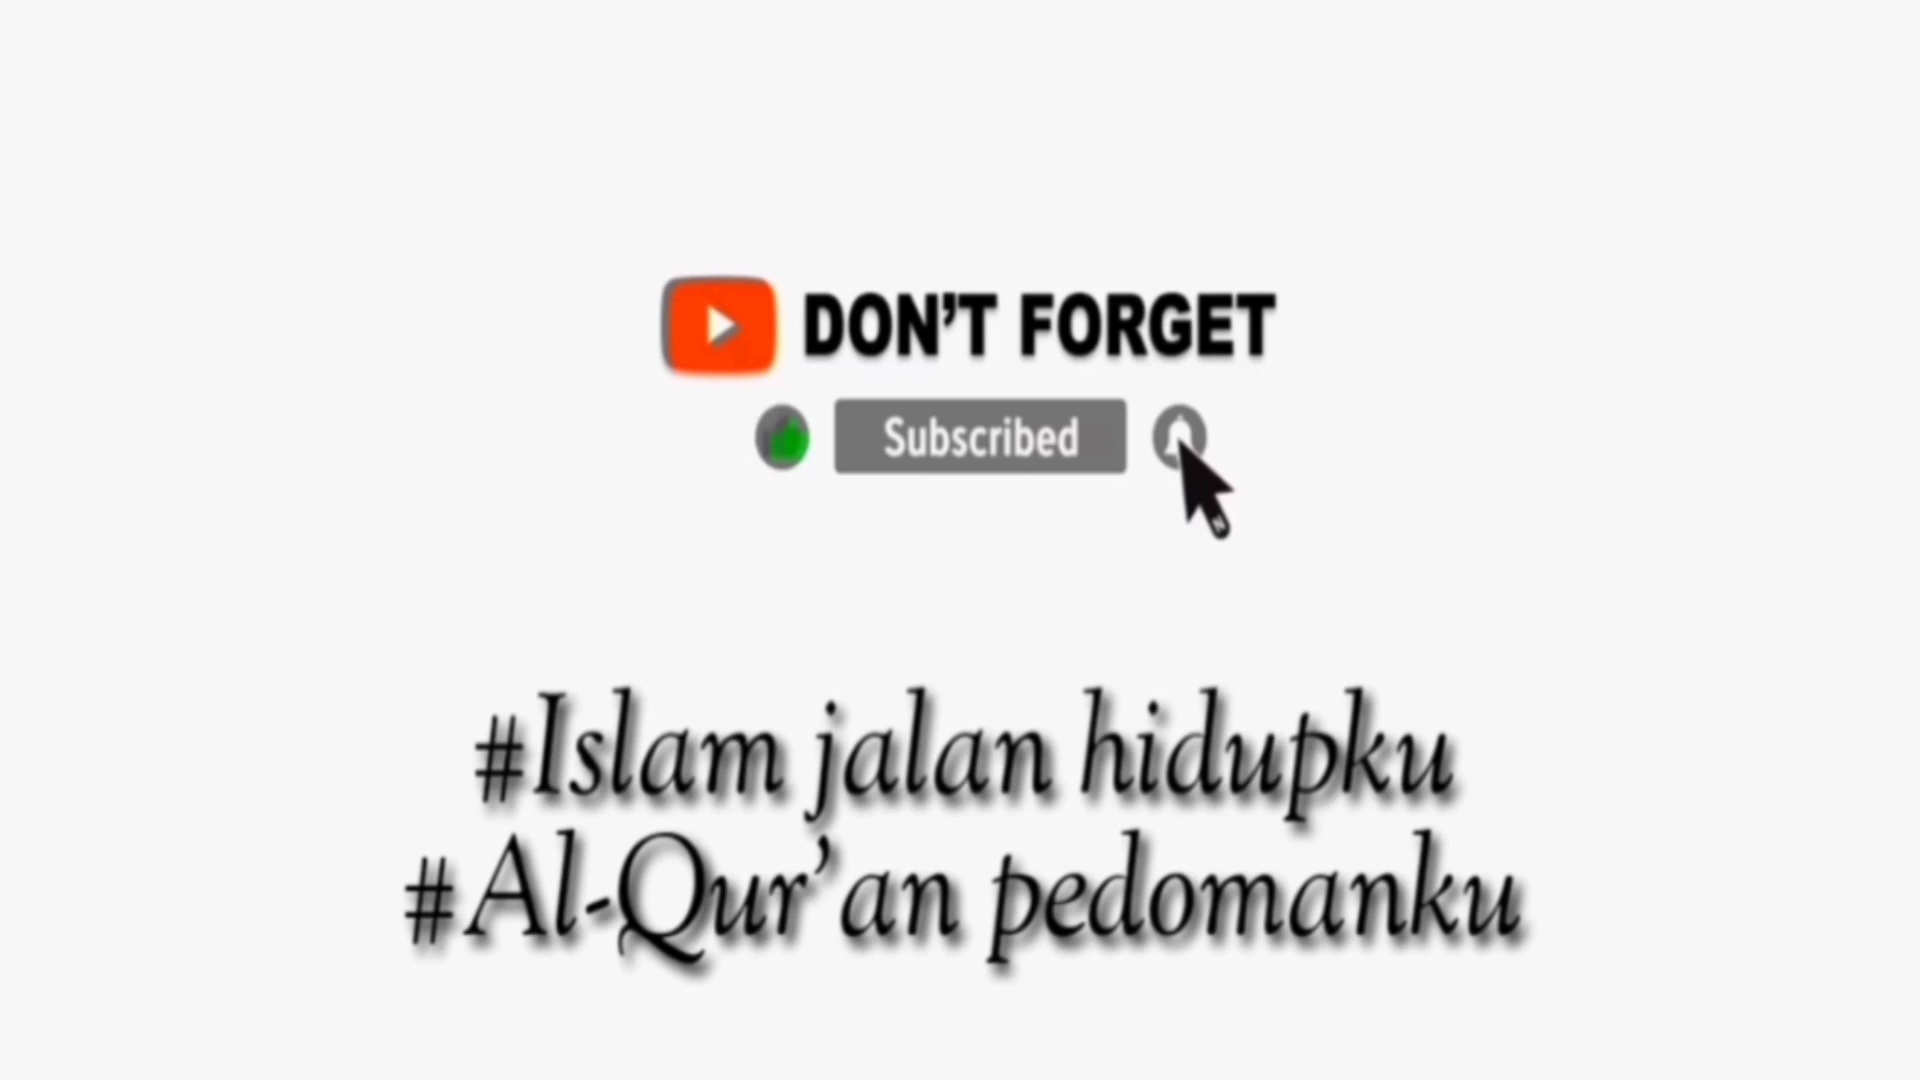 DON'T FORGET
Subscribed
#Islam jalan hidupku
#Al-Qur'an pedomanku